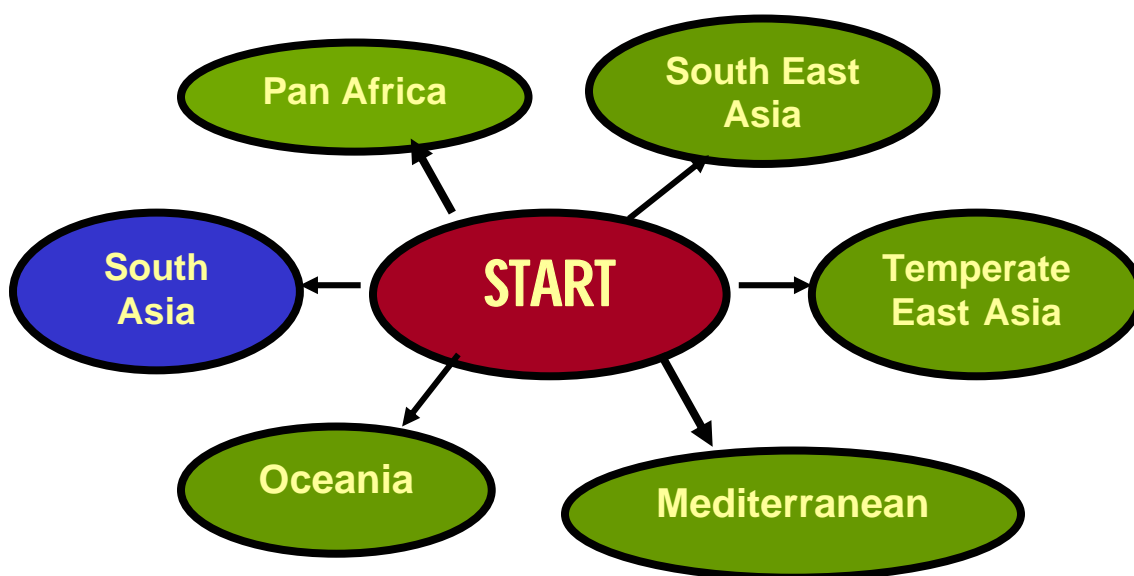 Pan Africa
South East
Asia
South
Asia
START
Temperate
East Asia
Oceania
Mediterranean